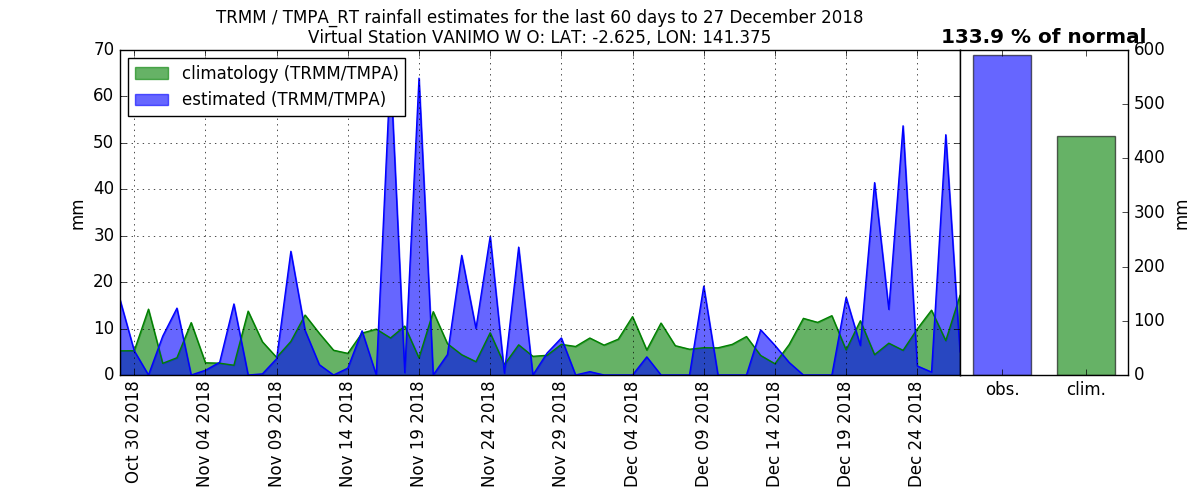 TRMM / TMPA_RT rainfall estimates for the last 60 days to 27 December 2018
Virtual Station VANIMO W O: LAT: -2.625, LON: 141.375
133.9 % of normal
climatology (TRMM/TMPA)
estimated (TRMM/TMPA)
70
60
50
40
30
20
10
0
mm
600
500
400
300
200
100
0
mm
Oct 30 2018
Nov 04 2018
Nov 09 2018
Nov 14 2018
Nov 19 2018
Nov 24 2018
Nov 29 2018
Dec 04 2018
Dec 09 2018
Dec 14 2018
Dec 19 2018
Dec 24 2018
obs.
clim.